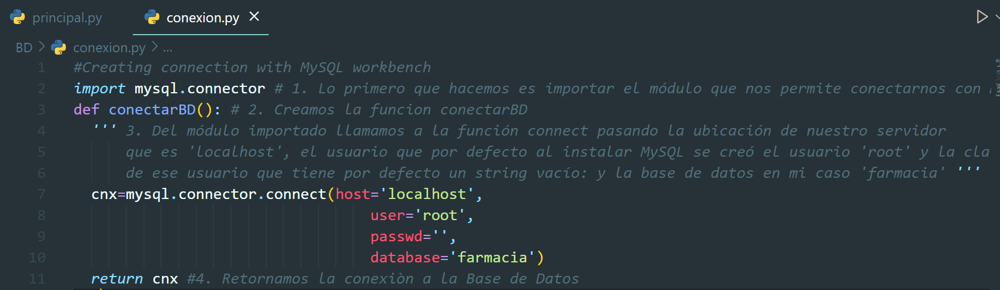 principal.py
conexion.py
BD > conexion.py > ...
1 #Creating connection with MySQL workbench
2 import mysql.connector # 1. Lo primero que hacemos es importar el módulo que nos permite conectarnos con
3 def conectarBD(): # 2. Creamos la funcion conectarBD
4 ''' 3. Del módulo importado llamamos a la función connect pasando la ubicación de nuestro servidor
5 que es 'localhost', el usuario que por defecto al instalar MySQL se creó el usuario 'root' y la cla
6 de ese usuario que tiene por defecto un string vacío: y la base de datos en mi caso 'farmacia' '''
7 cnx=mysql.connector.connect(host='localhost',
8 user='root',
9 passwd='',
10 database='farmacia')
11 return cnx #4. Retornamos la conexiòn a la Base de Datos